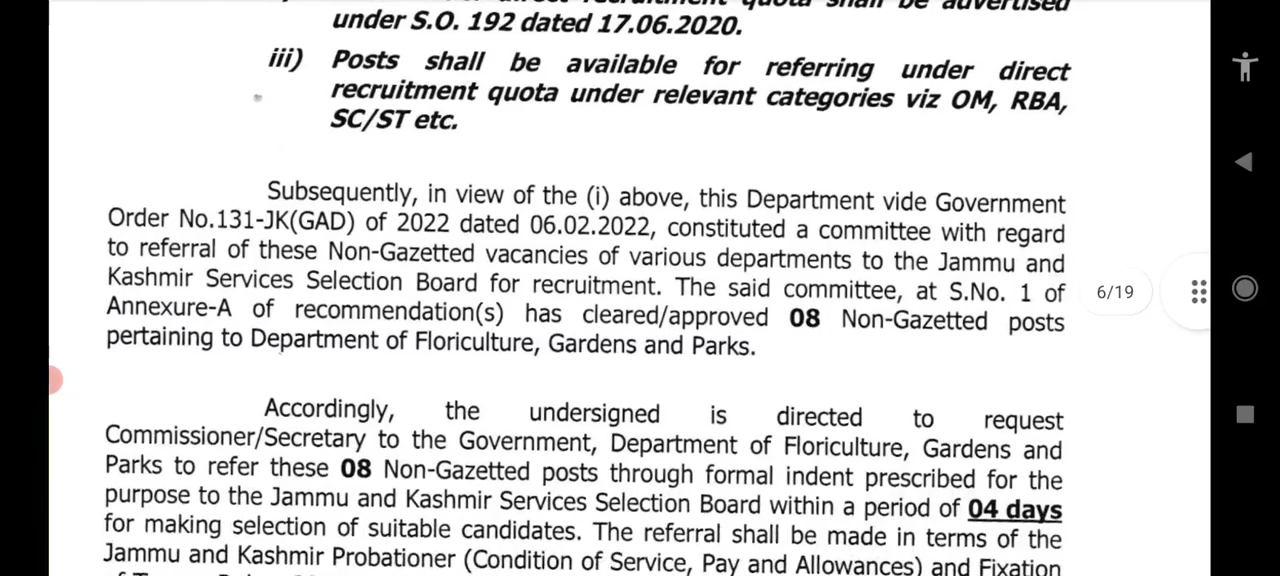 quota shall be advertised
under S.O. 192 dated 17.06.2020.
iii) Posts shall be available for referring under direct
recruitment quota under relevant categories viz OM, RBA,
SC/ST etc.
Subsequently, in view of the (i) above, this Department vide Government
Order No.131-JK(GAD) of 2022 dated 06.02.2022, constituted a committee with regard
to referral of these Non-Gazetted vacancies of various departments to the Jammu and
Kashmir Services Selection Board for recruitment. The said committee, at S.No. 1 of
Annexure-A of recommendation(s) has cleared/approved 08 Non-Gazetted posts
pertaining to Department of Floriculture, Gardens and Parks.
6/19
Accordingly, the undersigned is directed to request
Commissioner/Secretary to the Government, Department of Floriculture, Gardens and
Parks to refer these 08 Non-Gazetted posts through formal indent prescribed for the
purpose to the Jammu and Kashmir Services Selection Board within a period of 04 days
for making selection of suitable candidates. The referral shall be made in terms of the
Jammu and Kashmir Probationer (Condition of Service, Pay and Allowances) and Fixation